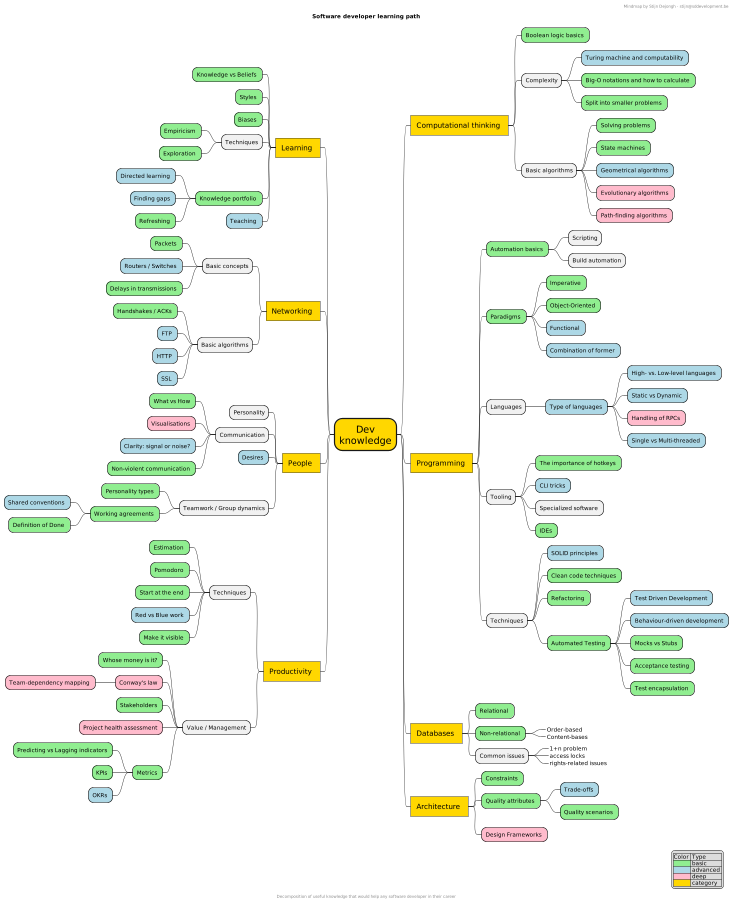 Mindmap by Stijn Dejongh - stijn@sddevelopment.be
Software developer learning path
Dev
knowledge
Learning
Knowledge vs Beliefs
Styles
Biases
Techniques
Empiricism
Exploration
Knowledge portfolio
Directed learning
Finding gaps
Refreshing
Teaching
Networking
Basic concepts
Packets
Routers / Switches
Delays in transmissions
Basic algorithms
Handshakes / ACKs
FTP
HTTP
SSL
People
Personality
Communication
What vs How
Visualisations
Clarity: signal or noise?
Non-violent communication
Desires
Teamwork / Group dynamics
Personality types
Working agreements
Shared conventions
Definition of Done
Productivity
Techniques
Estimation
Pomodoro
Start at the end
Red vs Blue work
Make it visible
Value / Management
Whose money is it?
Conway's law
Team-dependency mapping
Stakeholders
Project health assessment
Metrics
Predicting vs Lagging indicators
KPIs
OKRs
Computational thinking
Boolean logic basics
Complexity
Turing machine and computability
Big-O notations and how to calculate
Split into smaller problems
Basic algorithms
Solving problems
State machines
Geometrical algorithms
Evolutionary algorithms
Path-finding algorithms
Programming
Automation basics
Scripting
Build automation
Paradigms
Imperative
Object-Oriented
Functional
Combination of former
Languages
Type of languages
High- vs. Low-level languages
Static vs Dynamic
Handling of RPCs
Single vs Multi-threaded
Tooling
The importance of hotkeys
CLI tricks
Specialized software
IDEs
Techniques
SOLID principles
Clean code techniques
Refactoring
Automated Testing
Test Driven Development
Behaviour-driven development
Mocks vs Stubs
Acceptance testing
Test encapsulation
Databases
Relational
Non-relational
Order-based
Content-bases
Common issues
1+n problem
access locks
rights-related issues
Architecture
Constraints
Quality attributes
Trade-offs
Quality scenarios
Design Frameworks
Color Type
basic
advanced
deep
category
Decomposition of useful knowledge that would help any software developer in their career